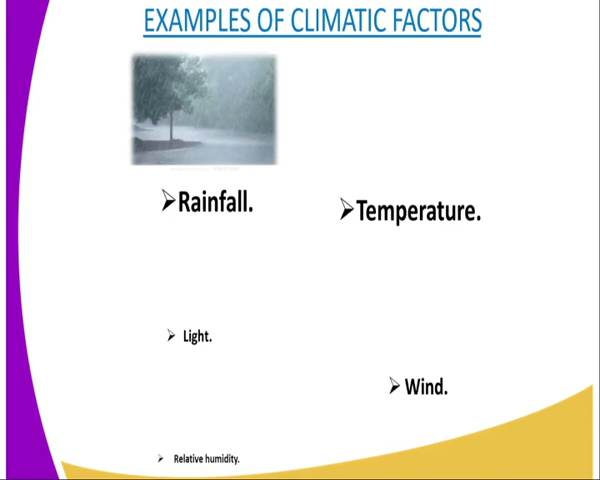 EXAMPLES OF CLIMATIC FACTORS
➢Rainfall.
➢Temperature.
➢ Light.
➢ Wind.
➢ Relative humidity.